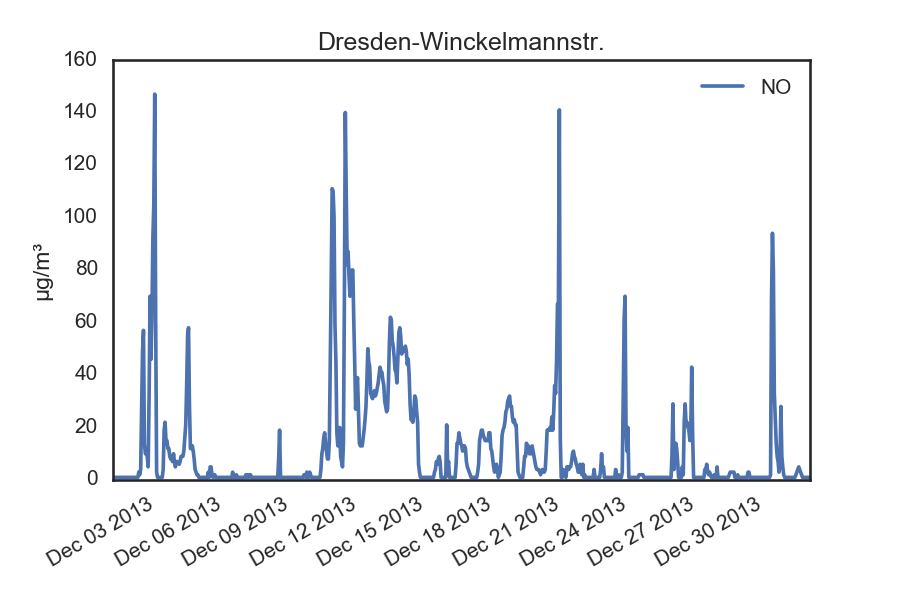 Dresden-Winckelmannstr.
160
140
120
100
80
60
40
20
0
µg/m³
NO
Dec 03 2013
Dec 06 2013
Dec 09 2013
Dec 12 2013
Dec 15 2013
Dec 18 2013
Dec 21 2013
Dec 24 2013
Dec 27 2013
Dec 30 2013